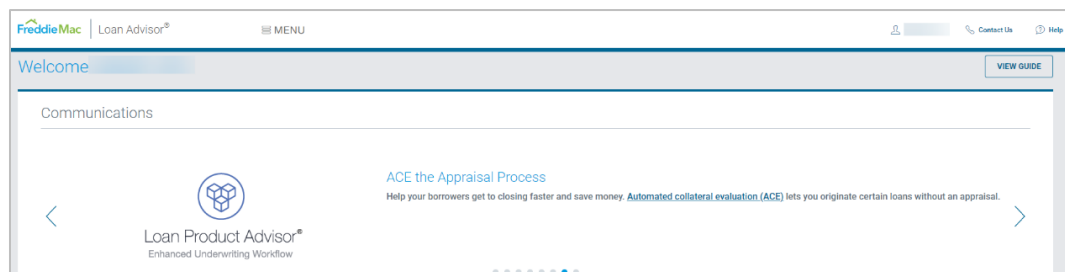 FreddieMac Loan Advisor® MENU Contact Us Help
Welcome VIEW GUIDE
Communications
ACE the Appraisal Process
Help your borrowers get to closing faster and save money. Automated collateral evaluation (ACE) lets you originate certain loans without an appraisal.
Loan Product Advisor®
Enhanced Underwriting Workflow